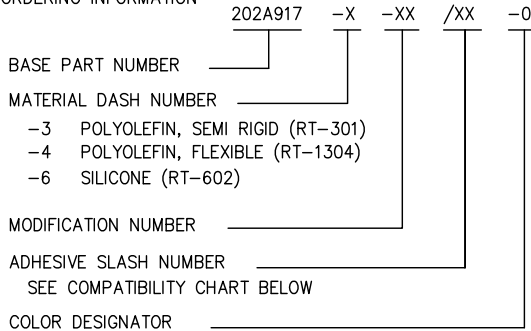 ORDERING INFORMATION
202A917 -X -XX /XX -0
BASE PART NUMBER
MATERIAL DASH NUMBER
-3 POLYOLEFIN, SEMI RIGID (RT-301)
-4 POLYOLEFIN, FLEXIBLE (RT-1304)
-6 SILICONE (RT-602)
MODIFICATION NUMBER
ADHESIVE SLASH NUMBER
SEE COMPATIBILITY CHART BELOW
COLOR DESIGNATOR